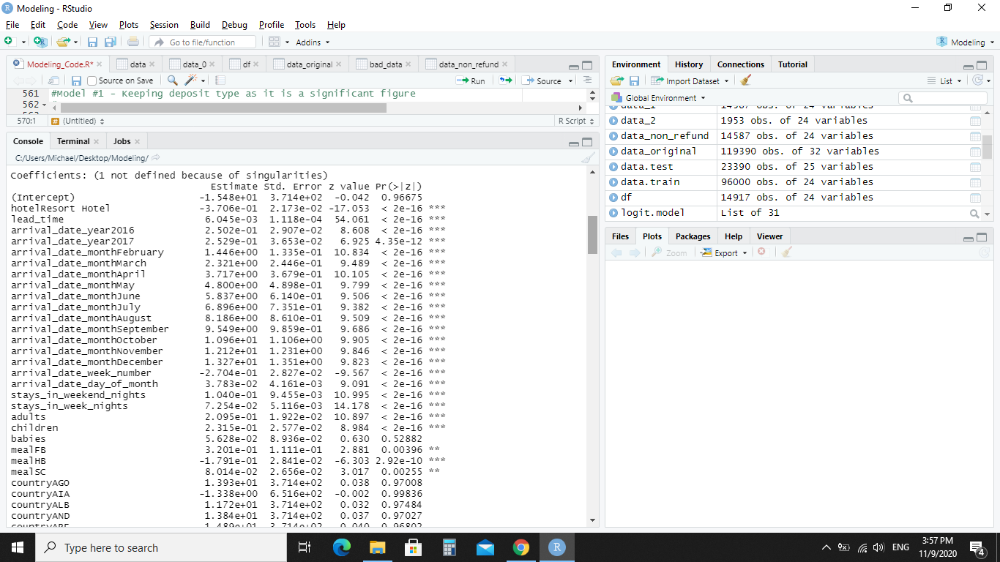 Modeling - RStudio
File Edit Code View Plots Session Build Debug Profile Tools Help
Go to file/function Addins Modeling
Modeling_Code.R* data data_0 df data_original bad_data data_non_refund
Source on Save Run Source
561 #Model #1 - Keeping deposit type as it is a significant figure
562
570:1 (Untitled) R Script
Console Terminal Jobs
C:/Users/Michael/Desktop/Modeling/
Coefficients: (1 not defined because of singularities)
Estimate Std. Error z value Pr(>|z|)
(Intercept) -1.548e+01 3.714e+02 -0.042 0.96675
hotelResort Hotel -3.706e-01 2.173e-02 -17.053 < 2e-16 ***
lead_time 6.045e-03 1.118e-04 54.061 < 2e-16 ***
arrival_date_year2016 2.502e-01 2.907e-02 8.608 < 2e-16 ***
arrival_date_year2017 2.529e-01 3.653e-02 6.925 4.35e-12 ***
arrival_date_monthFebruary 1.446e+00 1.335e-01 10.834 < 2e-16 ***
arrival_date_monthMarch 2.321e+00 2.446e-01 9.489 < 2e-16 ***
arrival_date_monthApril 3.717e+00 3.679e-01 10.105 < 2e-16 ***
arrival_date_monthMay 4.800e+00 4.898e-01 9.799 < 2e-16 ***
arrival_date_monthJune 5.837e+00 6.140e-01 9.506 < 2e-16 ***
arrival_date_monthJuly 6.896e+00 7.351e-01 9.382 < 2e-16 ***
arrival_date_monthAugust 8.186e+00 8.610e-01 9.509 < 2e-16 ***
arrival_date_monthSeptember 9.549e+00 9.859e-01 9.686 < 2e-16 ***
arrival_date_monthOctober 1.096e+01 1.106e+00 9.905 < 2e-16 ***
arrival_date_monthNovember 1.212e+01 1.231e+00 9.846 < 2e-16 ***
arrival_date_monthDecember 1.327e+01 1.351e+00 9.823 < 2e-16 ***
arrival_date_week_number -2.704e-01 2.827e-02 -9.567 < 2e-16 ***
arrival_date_day_of_month 3.783e-02 4.161e-03 9.091 < 2e-16 ***
stays_in_weekend_nights 1.040e-01 9.455e-03 10.995 < 2e-16 ***
stays_in_week_nights 7.254e-02 5.116e-03 14.178 < 2e-16 ***
adults 2.095e-01 1.922e-02 10.897 < 2e-16 ***
children 2.315e-01 2.577e-02 8.984 < 2e-16 ***
babies 5.628e-02 8.936e-02 0.630 0.52882
mealFB 3.201e-01 1.111e-01 2.881 0.00396 **
mealHB -1.791e-01 2.841e-02 -6.303 2.92e-10 ***
mealSC 8.014e-02 2.656e-02 3.017 0.00255 **
countryAGO 1.393e+01 3.714e+02 0.038 0.97008
countryAIA -1.338e+00 6.516e+02 -0.002 0.99836
countryALB 1.172e+01 3.714e+02 0.032 0.97484
countryAND 1.384e+01 3.714e+02 0.037 0.97027
Environment History Connections Tutorial
Import Dataset List
Global Environment
data_2 1953 obs. of 24 variables
data_non_refund 14587 obs. of 24 variables
data_original 119390 obs. of 32 variables
data.test 23390 obs. of 25 variables
data.train 96000 obs. of 24 variables
df 14917 obs. of 24 variables
logit.model List of 31
Files Plots Packages Help Viewer
Zoom Export
Type here to search
ENG
3:57 PM
11/9/2020
4